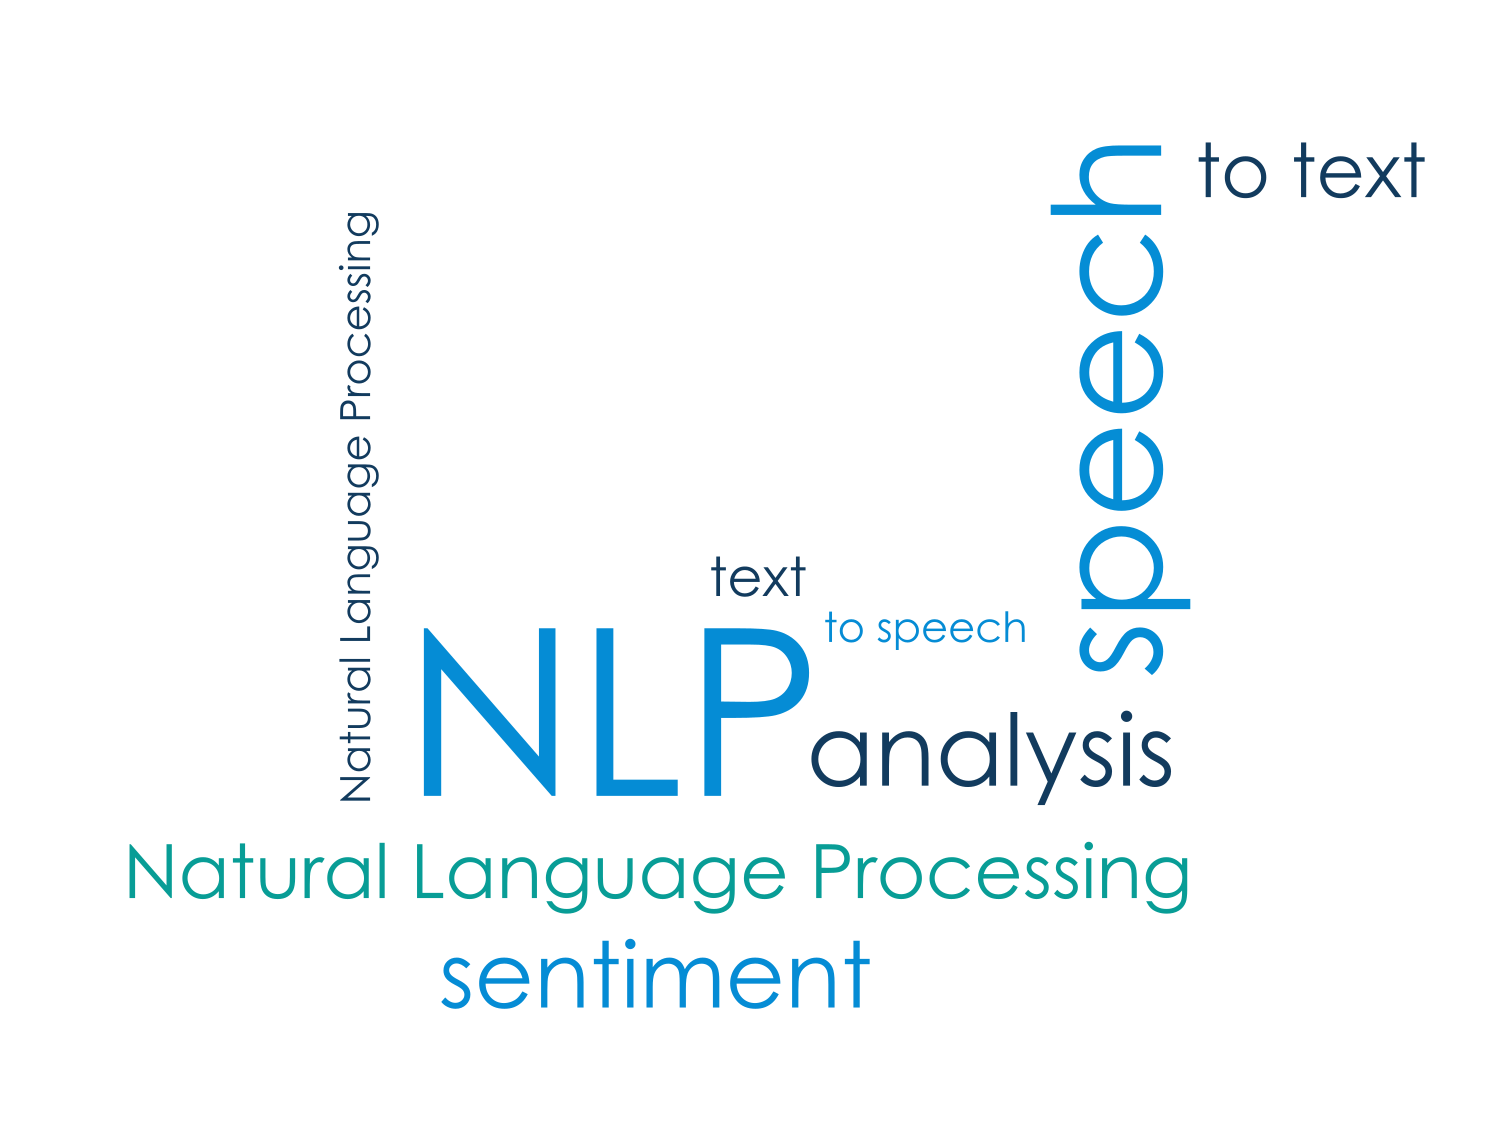 to text
speech
Natural Language Processing
text
to speech
NLP
analysis
Natural Language Processing
sentiment